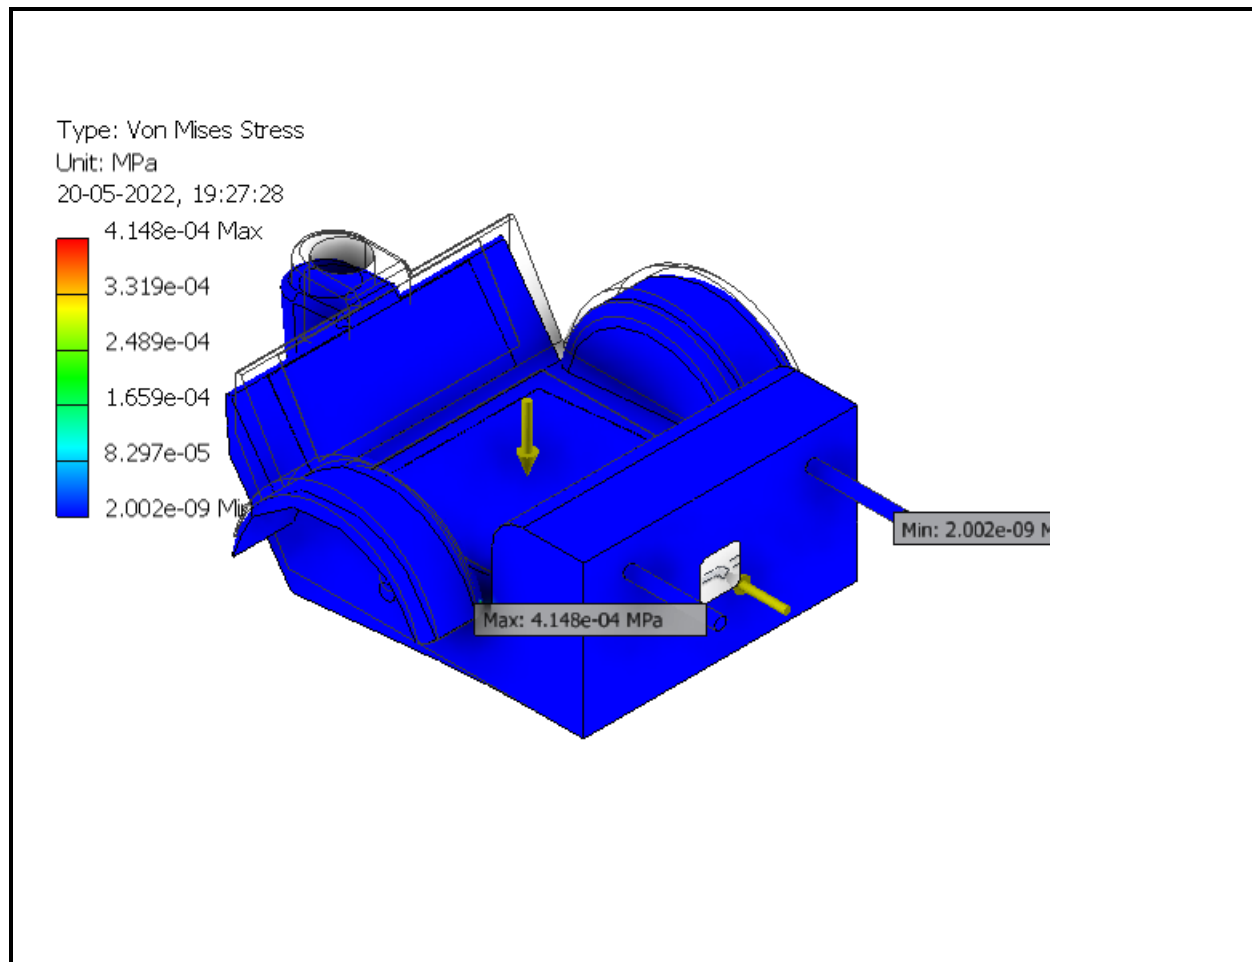 Type: Von Mises Stress
Unit: MPa
20-05-2022, 19:27:28
4.148e-04 Max
3.319e-04
2.489e-04
1.659e-04
8.297e-05
2.002e-09 Min
Min: 2.002e-09 M
Max: 4.148e-04 MPa